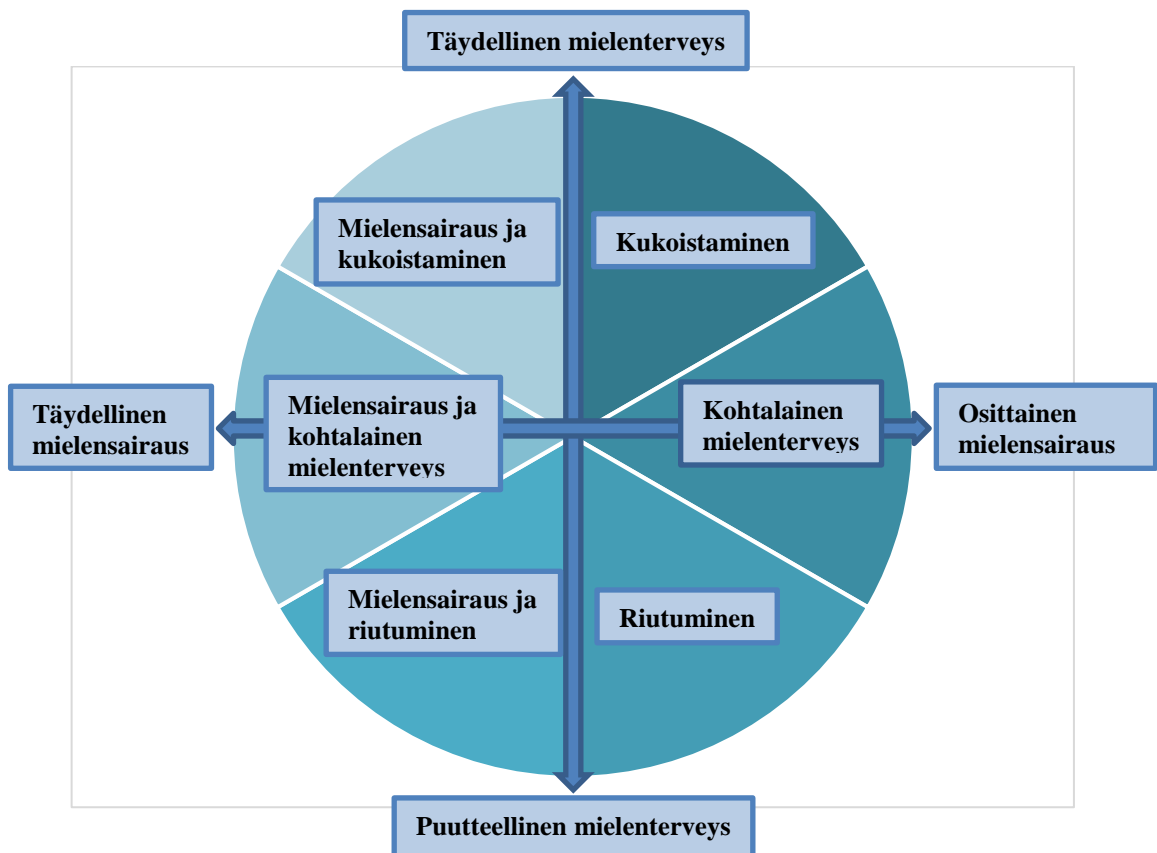 Täydellinen mielenterveys
Mielensairaus ja
kukoistaminen
Kukoistaminen
Täydellinen
mielensairaus
Mielensairaus ja
kohtalainen
mielenterveys
Kohtalainen
mielenterveys
Osittainen
mielensairaus
Mielensairaus ja
riutuminen
Riutuminen
Puutteellinen mielenterveys